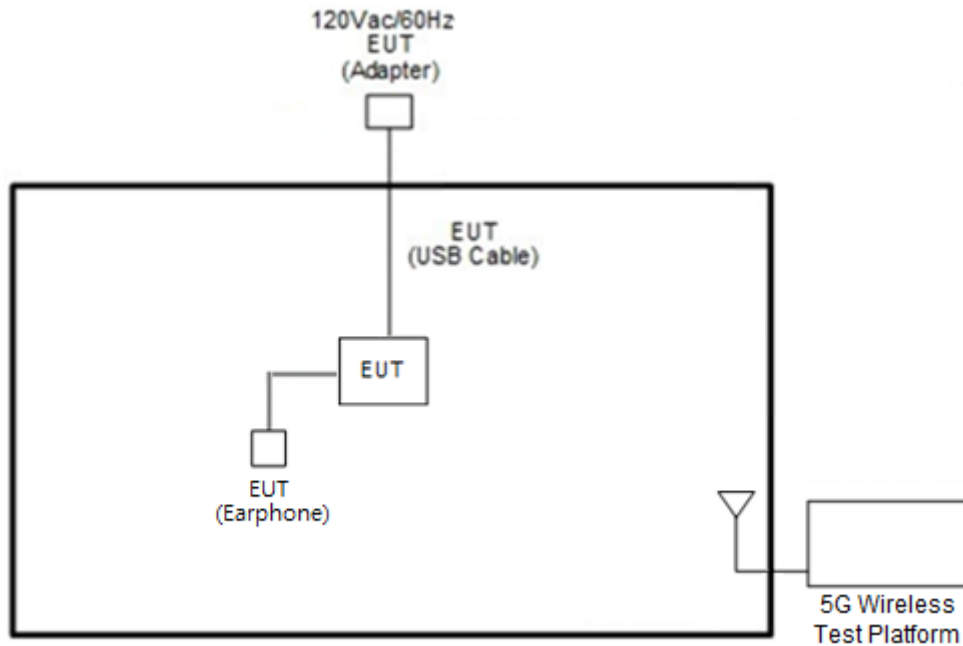 120Vac/60Hz
EUT
(Adapter)
EUT
(USB Cable)
EUT
EUT
(Earphone)
5G Wireless
Test Platform